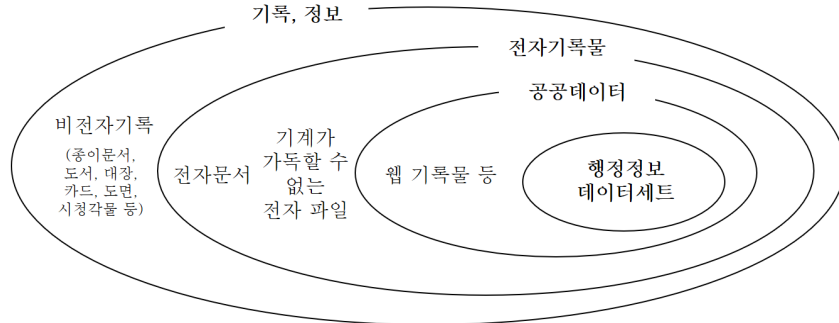 기록, 정보
전자기록물
공공데이터
비전자기록
(종이문서,
도서, 대장,
카드, 도면,
시청각물 등)
전자문서
기계가
가독할 수
없는
전자 파일
웹 기록물 등
행정정보
데이터세트